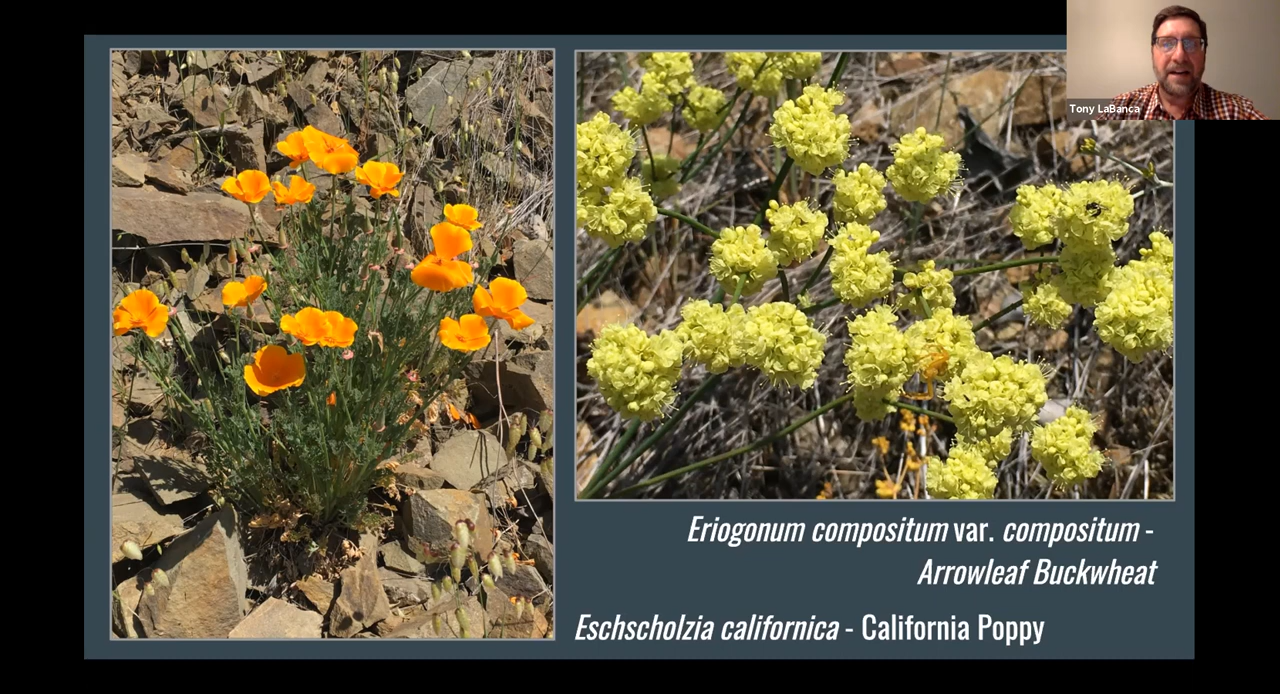 Tony LaBanca
Eriogonum compositum var. compositum -
Arrowleaf Buckwheat
Eschscholzia californica - California Poppy